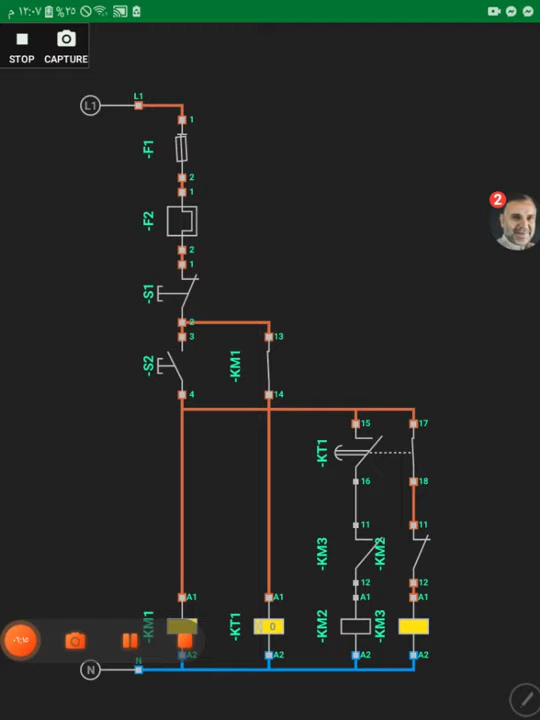 ١٢:٠٧ م
٪٢٥
STOP
CAPTURE
L1
L1
1
-F1
2
1
-F2
2
2
1
-S1
2
3
13
-S2
-KM1
4
14
15
17
-KT1
16
18
11
11
-KM3
-KM2
12
12
A1
A1
A1
A1
-KM1
-KT1
0
-KM2
-KM3
A2
A2
A2
A2
N
N